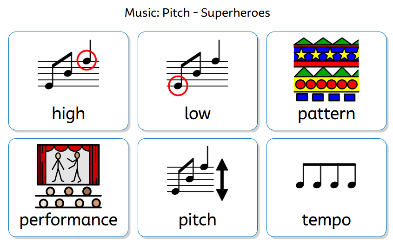 Music: Pitch - Superheroes
high
low
pattern
performance
pitch
tempo